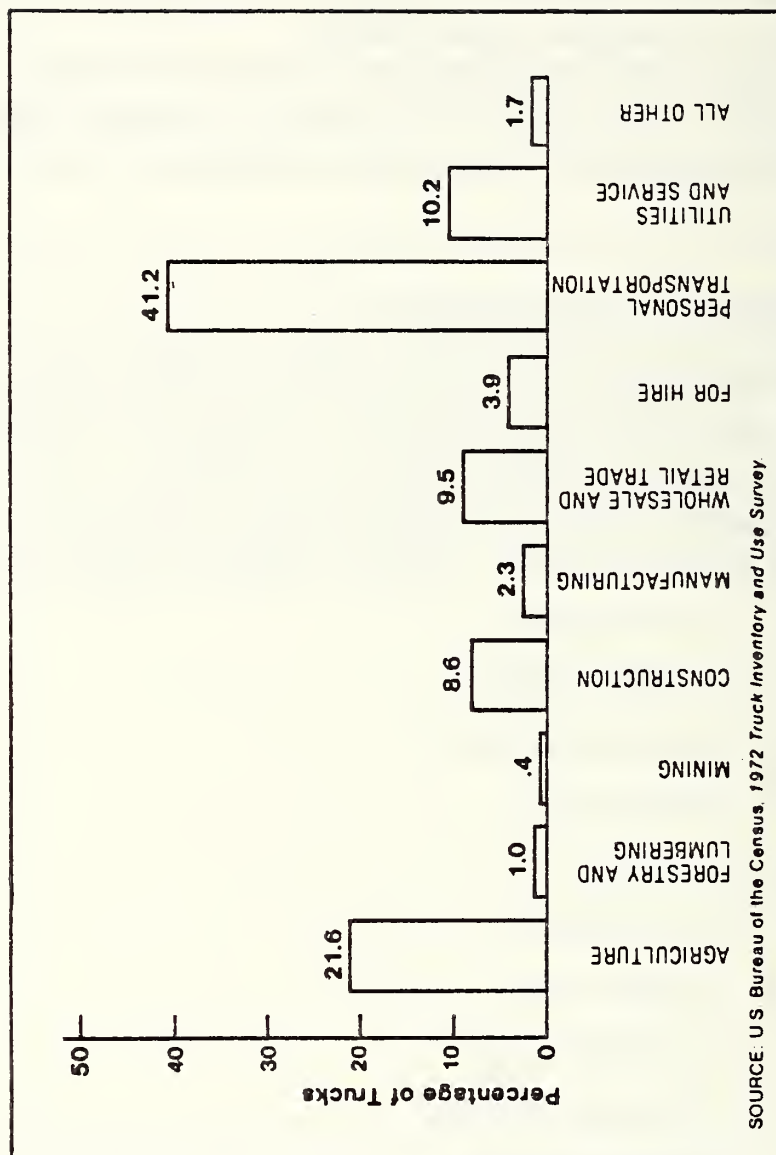 Percentage of Trucks
50
40
30
20
10
0
21.6
1.0
.4
8.6
2.3
9.5
3.9
41.2
10.2
1.7
AGRICULTURE
FORESTRY AND
LUMBERING
MINING
CONSTRUCTION
MANUFACTURING
WHOLESALE AND
RETAIL TRADE
FOR HIRE
PERSONAL
TRANSPORTATION
UTILITIES
AND SERVICE
ALL OTHER
SOURCE: U.S. Bureau of the Census, 1972 Truck Inventory and Use Survey.